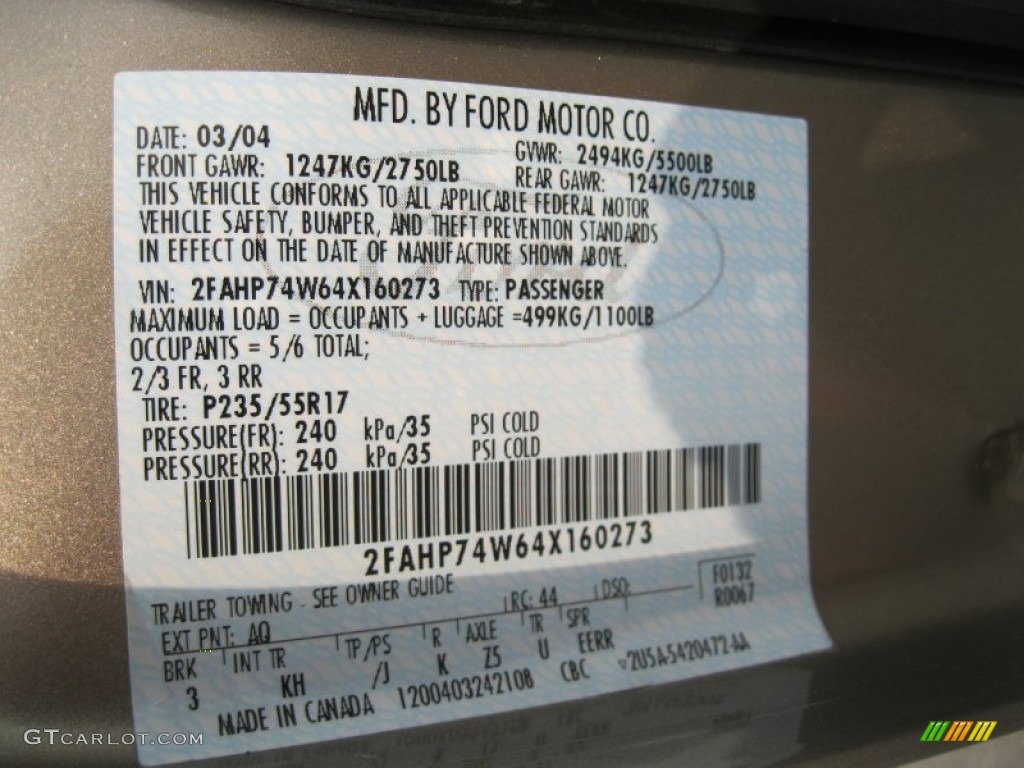 MFD. BY FORD MOTOR CO.
DATE: 03/04 GVWR: 2494KG/5500LB
FRONT GAWR: 1247KG/2750LB REAR GAWR: 1247KG/2750LB
THIS VEHICLE CONFORMS TO ALL APPLICABLE FEDERAL MOTOR
VEHICLE SAFETY, BUMPER, AND THEFT PREVENTION STANDARDS
IN EFFECT ON THE DATE OF MANUFACTURE SHOWN ABOVE.
VIN: 2FAHP74W64X160273 TYPE: PASSENGER
MAXIMUM LOAD = OCCUPANTS + LUGGAGE =499KG/1100LB
OCCUPANTS = 5/6 TOTAL;
2/3 FR, 3 RR
TIRE: P235/55R17
PRESSURE(FR): 240 kPa/35 PSI COLD
PRESSURE(RR): 240 kPa/35 PSI COLD
2FAHP74W64X160273
TRAILER TOWING - SEE OWNER GUIDE
EXT PNT: AQ RC: 44 DSO: F0132
R0067
BRK INT TR TP/PS R AXLE TR SPR
3 KH /J K Z5 U EERR
MADE IN CANADA 1200403242108 CBC 2U5A-5420472-AA
GTCARLOT.COM